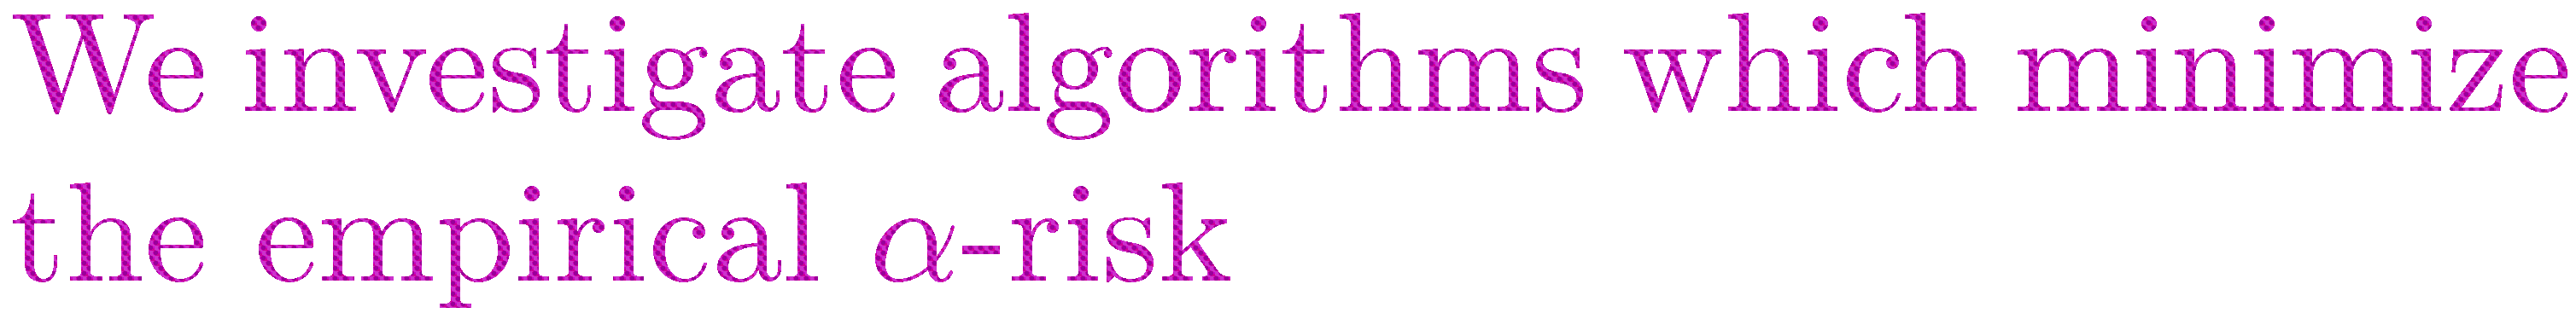 We investigate algorithms which minimize
the empirical α-risk